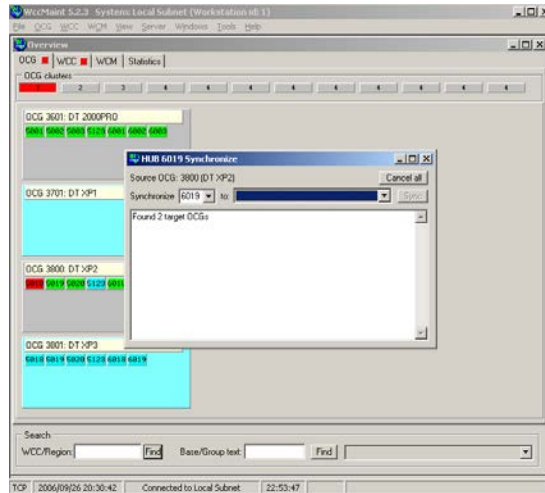 WccMaint 5.2.3 System: Local Subnet (Workstation id: 1)
File OCG WCC WCM View Server Windows Tools Help
Overview
OCG WCC WCM Statistics
OCG clusters
1 2 3 4 4 4 4 4 4
OCG 3601: DT 2000PRO
5001 5002 5003 5123 6001 6002 6003
HUB 6019 Synchronize
Source OCG: 3800 (DT XP2)
Cancel all
Synchronize 6019 to:
Sync
Found 2 target OCGs
OCG 3701: DT XP1
OCG 3800: DT XP2
5019 5020 5123
OCG 3801: DT XP3
5018 5019 5020 5123 6018 6019
Search
WCC/Region: Find Base/Group text: Find
TCP 2006/09/26 20:30:42 Connected to Local Subnet 22:53:47